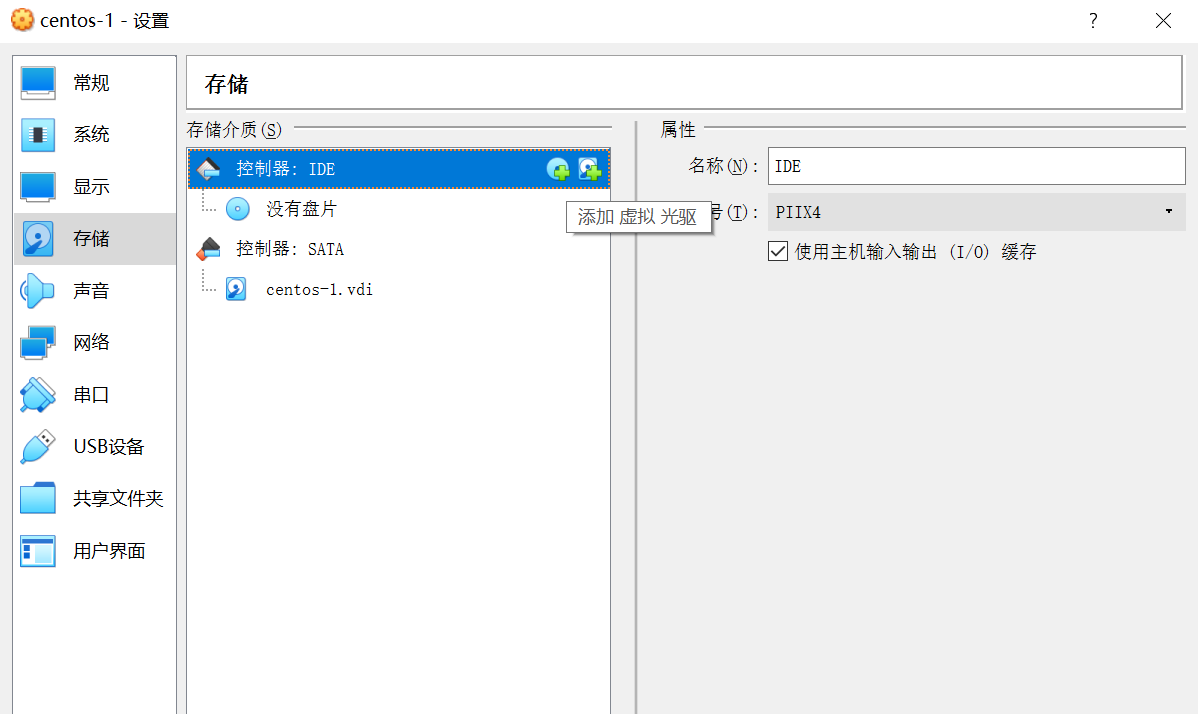 centos-1 - 设置
?
常规
系统
显示
存储
声音
网络
串口
USB设备
共享文件夹
用户界面
存储
存储介质(S)
控制器: IDE
没有盘片
控制器: SATA
centos-1.vdi
添加 虚拟 光驱
属性
名称(N): IDE
号(T): PIIX4
使用主机输入输出 (I/O) 缓存